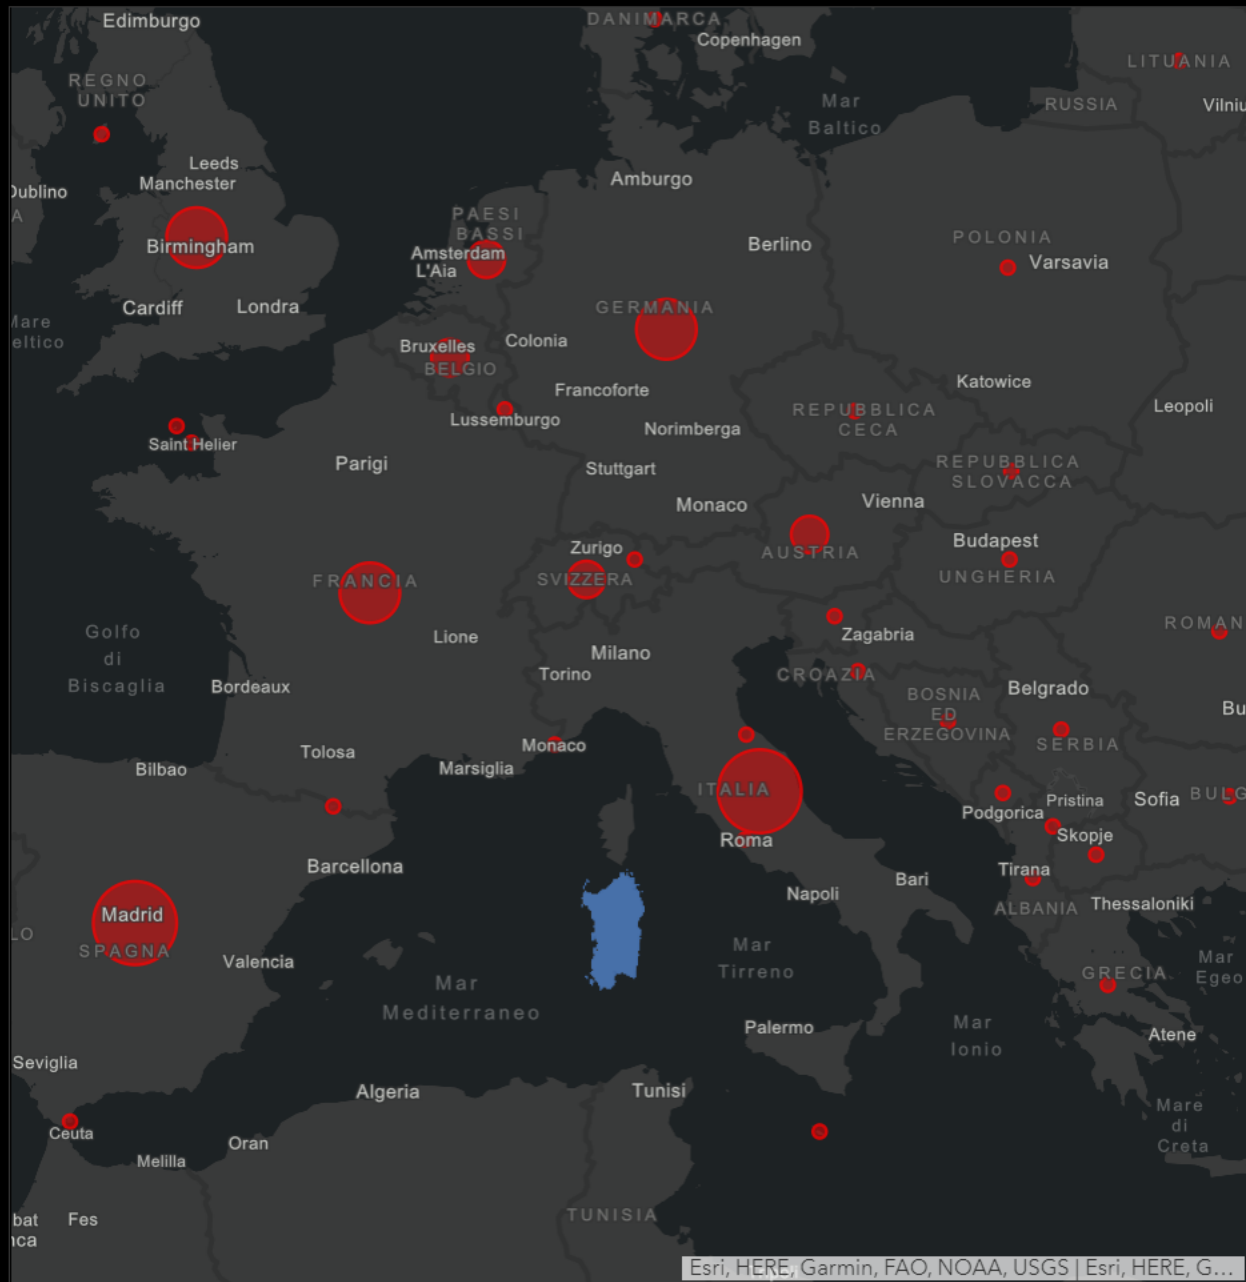 Edimburgo
DANIMARCA
Copenhagen
REGNO
UNITO
LITUANIA
RUSSIA
Vilniu
Mar
Baltico
Leeds
Manchester
Amburgo
Dublino
A
PAESI
BASSI
Birmingham
Amsterdam
L'Aia
Berlino
POLONIA
Varsavia
Cardiff
Londra
GERMANIA
Mare
eltico
Bruxelles
BELGIO
Colonia
Francoforte
Katowice
Leopoli
Lussemburgo
REPUBBLICA
CECA
Norimberga
Saint Helier
Parigi
Stuttgart
REPUBBLICA
SLOVACCA
Monaco
Vienna
Zurigo
AUSTRIA
Budapest
UNGHERIA
FRANCIA
SVIZZERA
Golfo
di
Biscaglia
Lione
Zagabria
ROMAN
Milano
Torino
CROAZIA
Bordeaux
BOSNIA
ED
ERZEGOVINA
Belgrado
Bu
Tolosa
Monaco
SERBIA
Bilbao
Marsiglia
ITALIA
Pristina
Podgorica
Sofia
BULG
Roma
Skopje
Barcellona
Tirana
Napoli
Bari
ALBANIA
Thessaloniki
Madrid
SPAGNA
LO
Valencia
Mar
Tirreno
Mar
Mediterraneo
GRECIA
Mar
Egeo
Palermo
Mar
Ionio
Atene
Seviglia
Algeria
Tunisi
Mare
di
Creta
Ceuta
Oran
Melilla
bat
nca
Fes
TUNISIA
Esri, HERE, Garmin, FAO, NOAA, USGS | Esri, HERE, G...